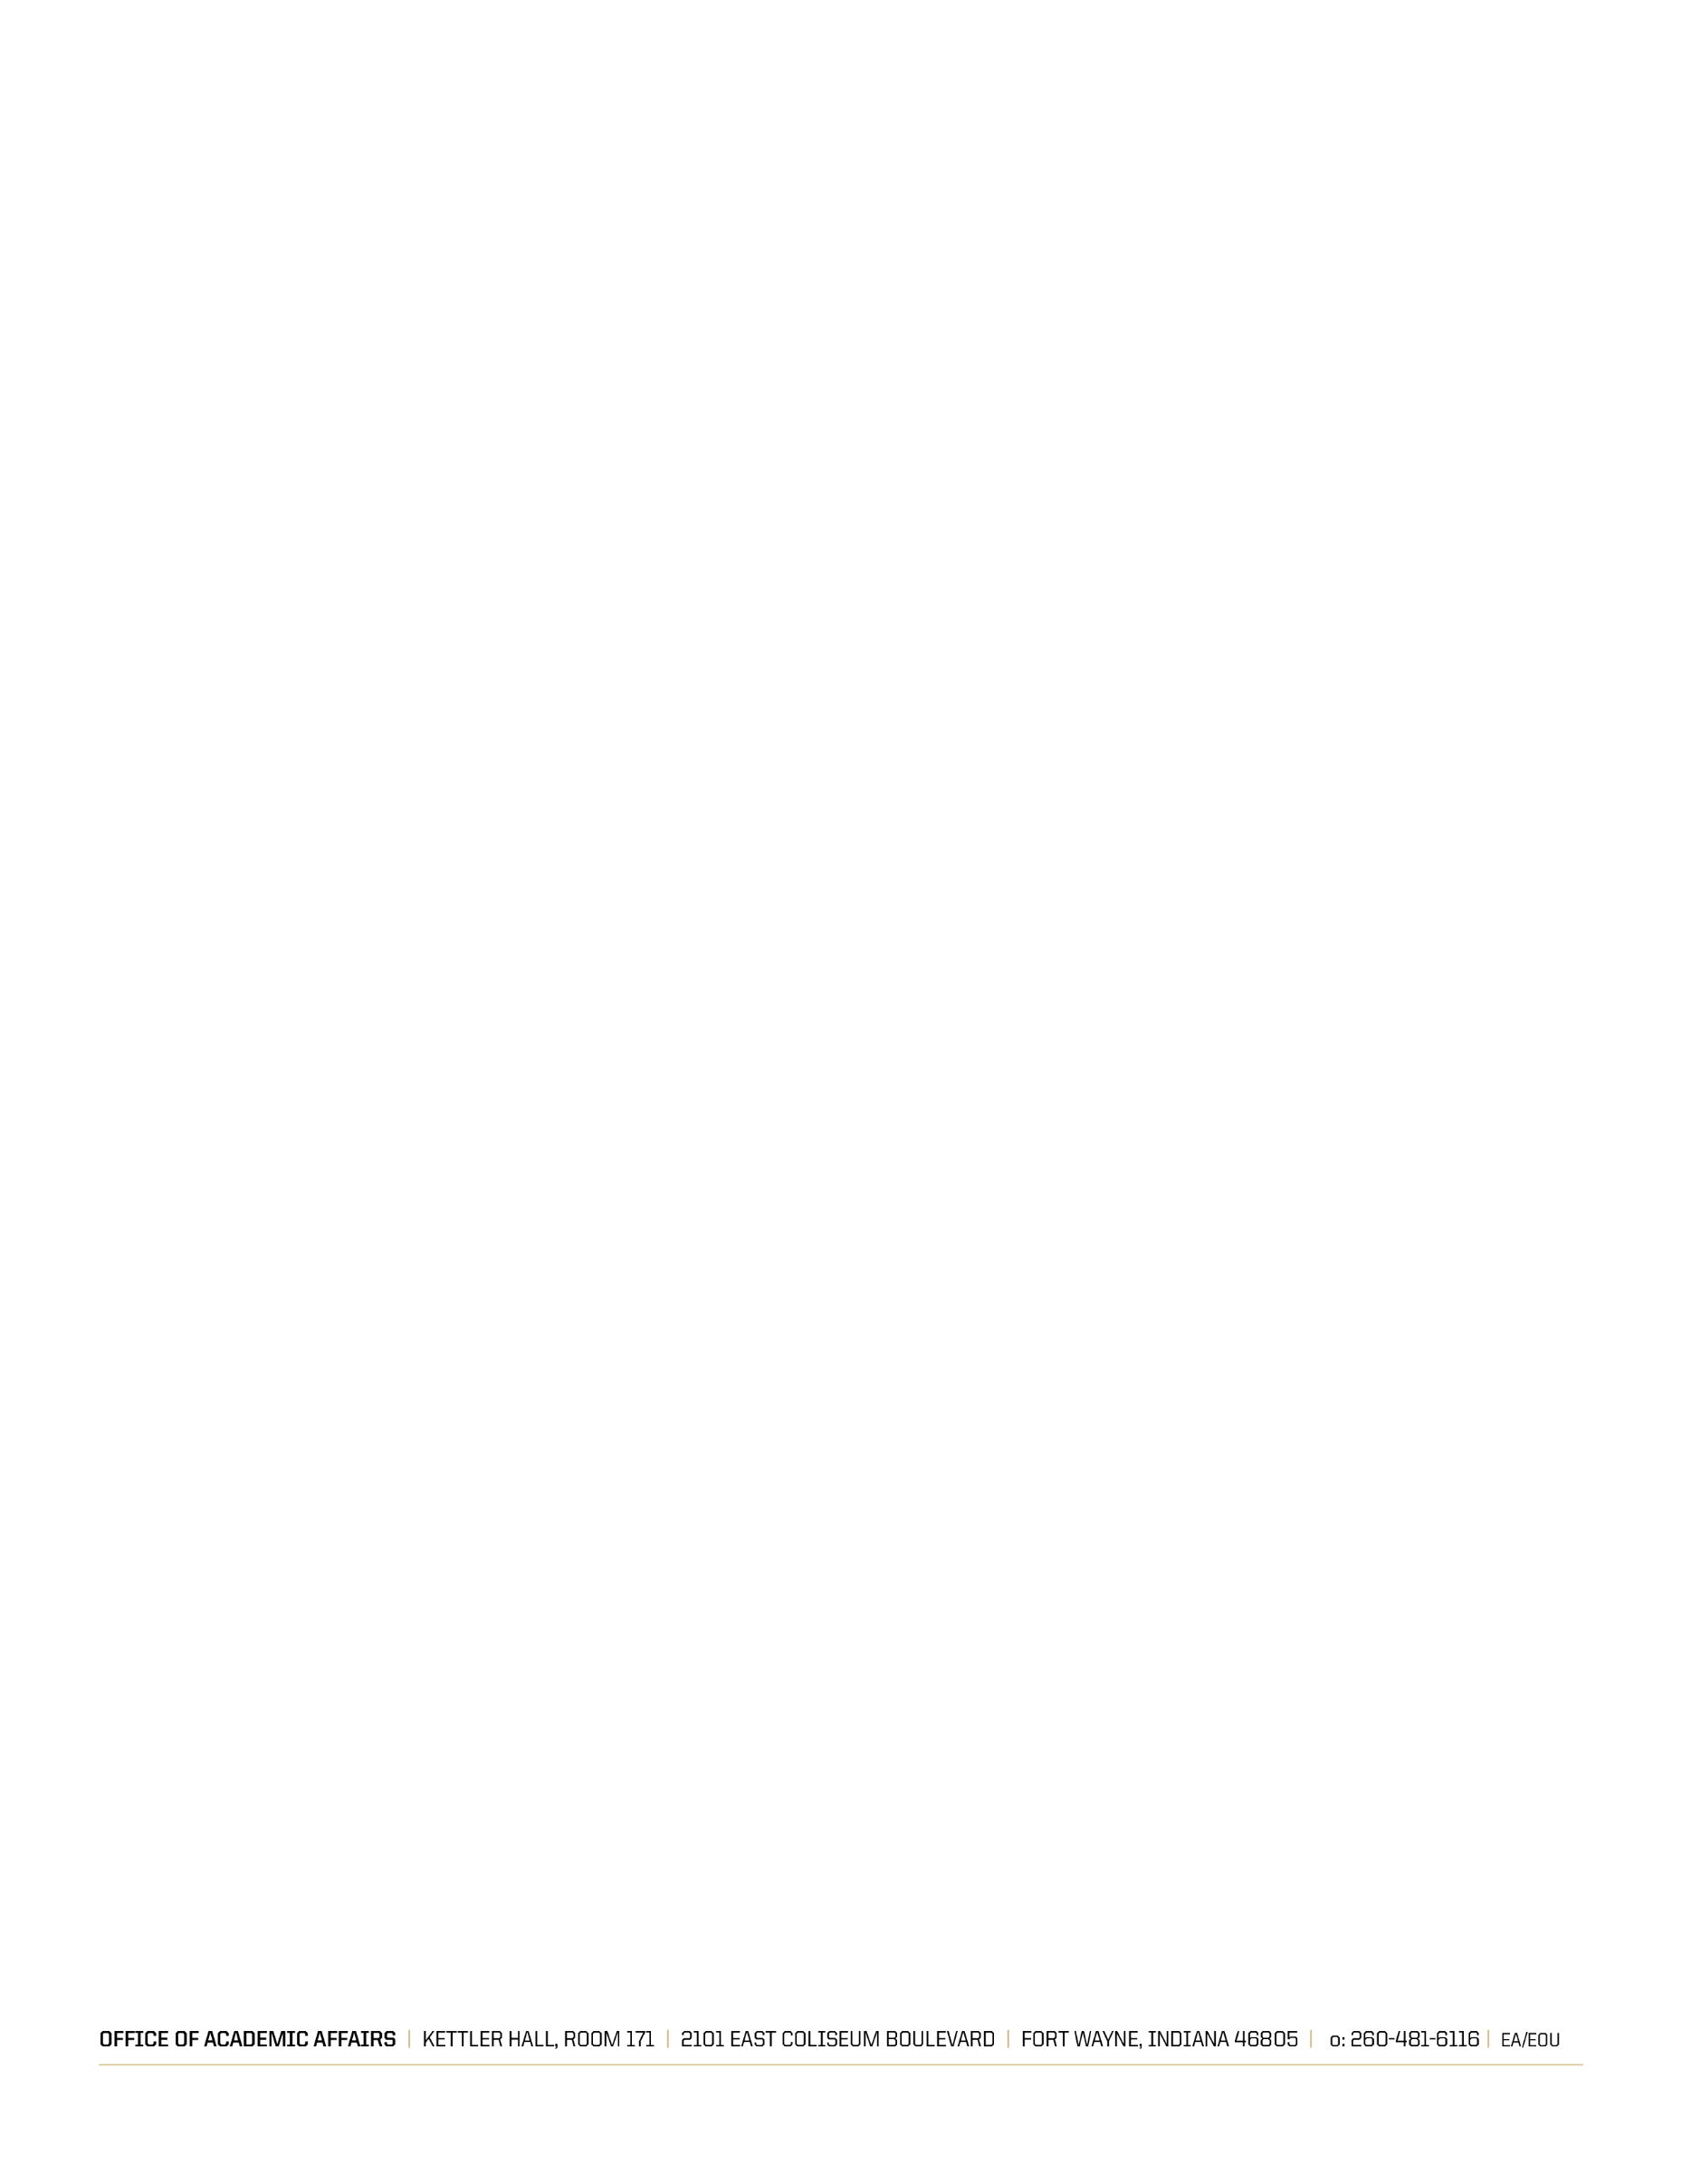 OFFICE OF ACADEMIC AFFAIRS | KETTLER HALL, ROOM 171 | 2101 EAST COLISEUM BOULEVARD | FORT WAYNE, INDIANA 46805 | o: 260-481-6116 | EA/EOU